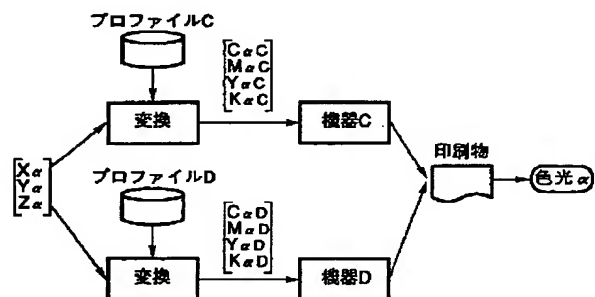 プロファイルC
CαC
MαC
YαC
KαC
変換
機器C
印刷物
色光α
Xα
Yα
Zα
プロファイルD
CαD
MαD
YαD
KαD
変換
機器D